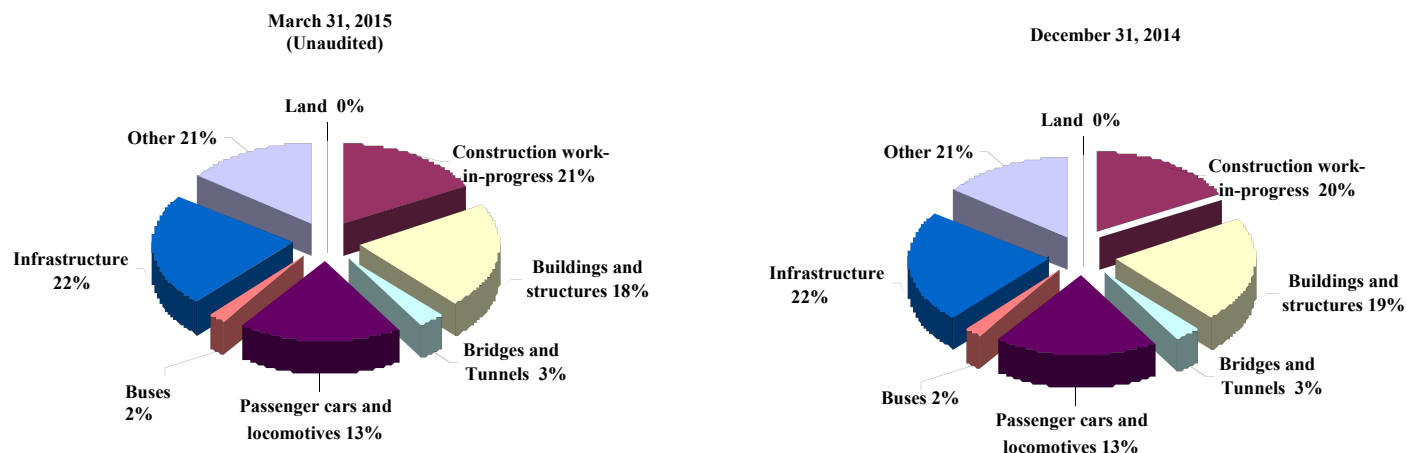 March 31, 2015
(Unaudited)
Land 0%
Other 21%
Construction work-
in-progress 21%
Infrastructure
22%
Buildings and
structures 18%
Bridges and
Tunnels 3%
Buses
2%
Passenger cars and
locomotives 13%
December 31, 2014
Land 0%
Other 21%
Construction work-
in-progress 20%
Infrastructure
22%
Buildings and
structures 19%
Bridges and
Tunnels 3%
Buses 2%
Passenger cars and
locomotives 13%